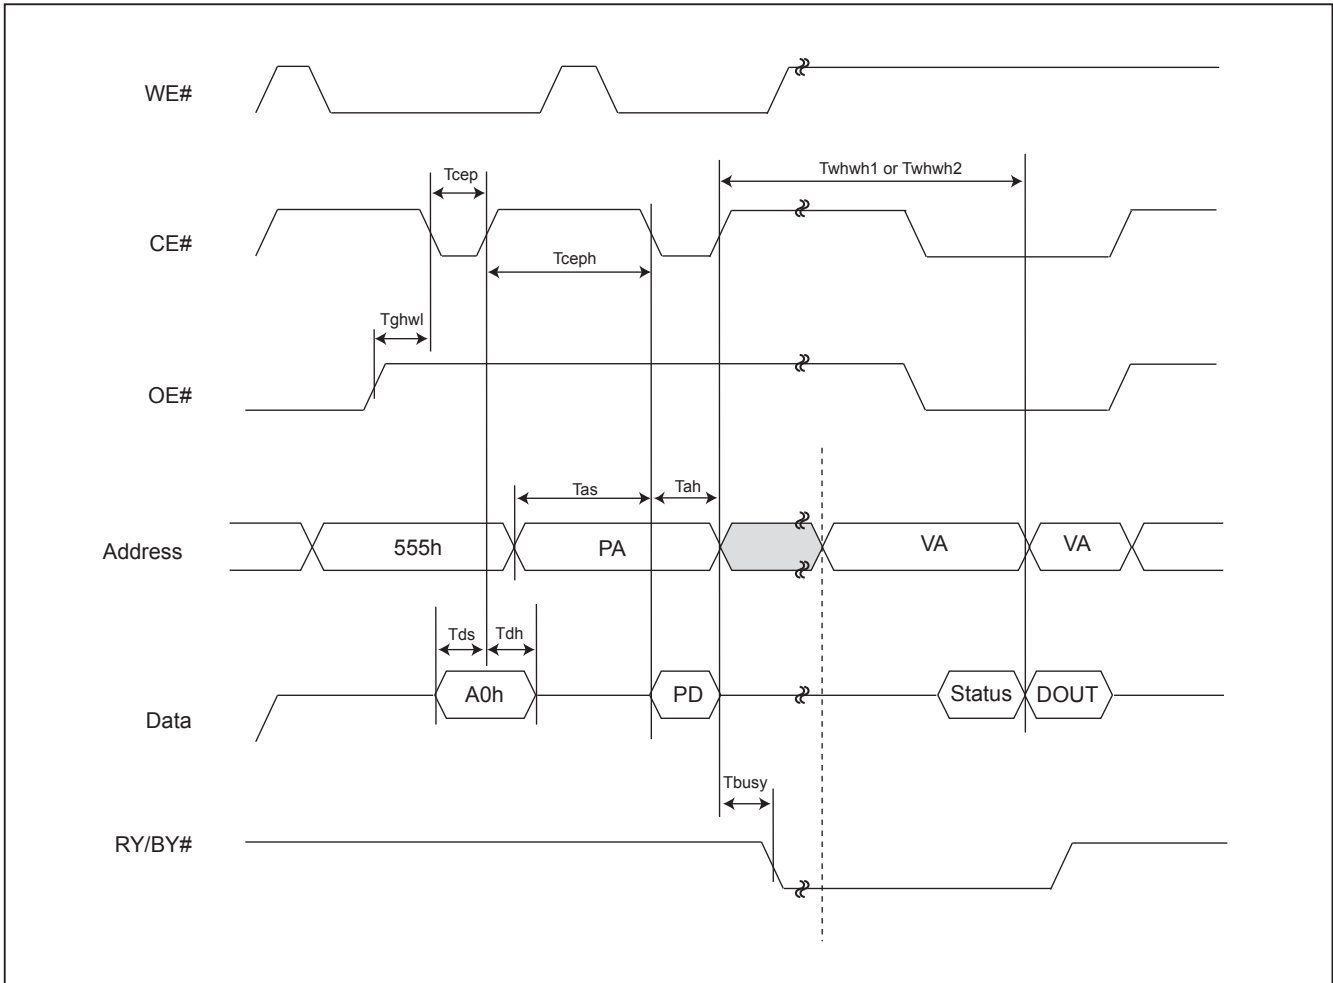 WE#
Twhwh1 or Twhwh2
Tcep
CE#
Tceph
Tghwl
OE#
Tas
Tah
Address
555h
PA
VA
VA
Tds
Tdh
Data
A0h
PD
Status
DOUT
Tbusy
RY/BY#